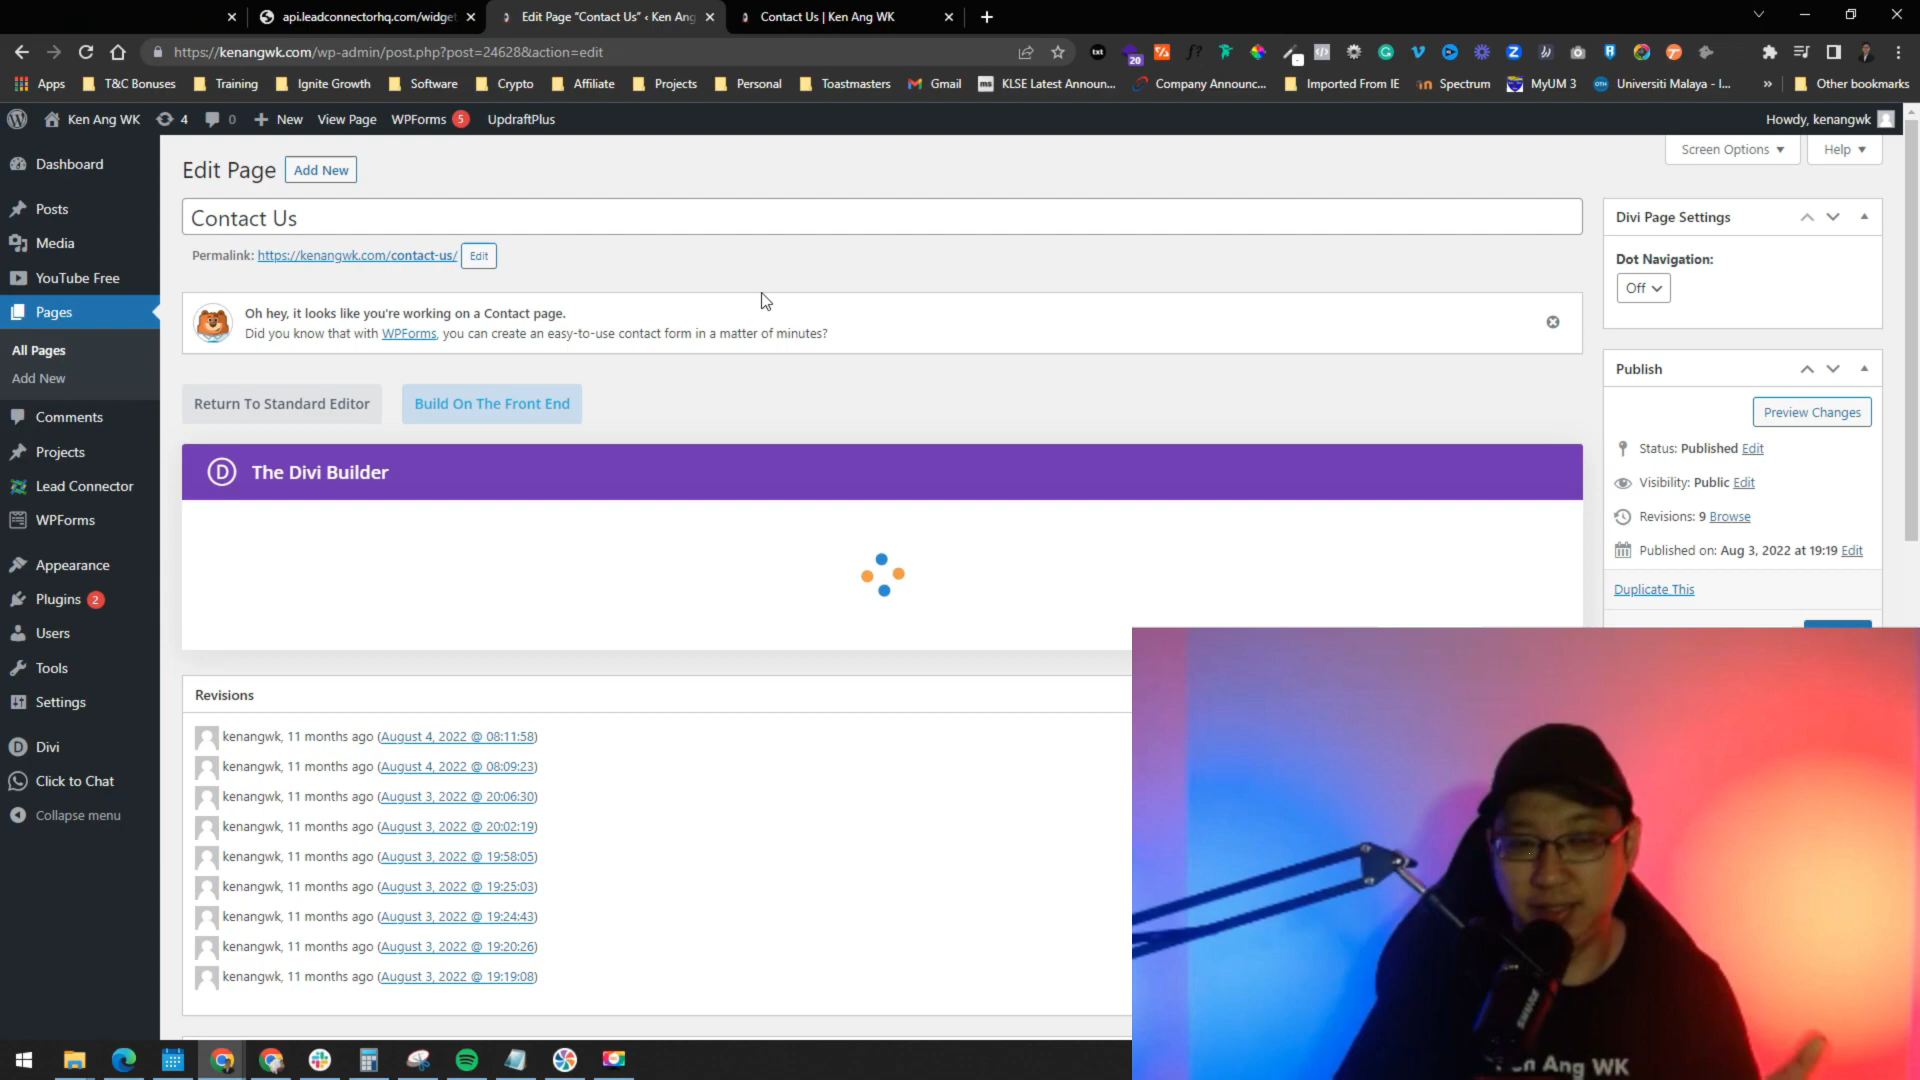 api.leadconnectorhq.com/widget
Edit Page “Contact Us” ‹ Ken Ang
Contact Us | Ken Ang WK
https://kenangwk.com/wp-admin/post.php?post=24628&action=edit
20
Apps
T&C Bonuses
Training
Ignite Growth
Software
Crypto
Affiliate
Projects
Personal
Toastmasters
Gmail
KLSE Latest Announ...
Company Announc...
Imported From IE
Spectrum
MyUM 3
Universiti Malaya - I...
Other bookmarks
Ken Ang WK
4
0
New
View Page
WPForms 5
UpdraftPlus
Howdy, kenangwk
Dashboard
Posts
Media
YouTube Free
Pages
All Pages
Add New
Comments
Projects
Lead Connector
WPForms
Appearance
Plugins 2
Users
Tools
Settings
Divi
Click to Chat
Collapse menu
Screen Options
Help
Edit Page
Add New
Contact Us
Permalink: https://kenangwk.com/contact-us/ Edit
Oh hey, it looks like you're working on a Contact page.
Did you know that with WPForms, you can create an easy-to-use contact form in a matter of minutes?
Return To Standard Editor
Build On The Front End
D The Divi Builder
Revisions
kenangwk, 11 months ago (August 4, 2022 @ 08:11:58)
kenangwk, 11 months ago (August 4, 2022 @ 08:09:23)
kenangwk, 11 months ago (August 3, 2022 @ 20:06:30)
kenangwk, 11 months ago (August 3, 2022 @ 20:02:19)
kenangwk, 11 months ago (August 3, 2022 @ 19:58:05)
kenangwk, 11 months ago (August 3, 2022 @ 19:25:03)
kenangwk, 11 months ago (August 3, 2022 @ 19:24:43)
kenangwk, 11 months ago (August 3, 2022 @ 19:20:26)
kenangwk, 11 months ago (August 3, 2022 @ 19:19:08)
Divi Page Settings
Dot Navigation:
Off
Publish
Preview Changes
Status: Published Edit
Visibility: Public Edit
Revisions: 9 Browse
Published on: Aug 3, 2022 at 19:19 Edit
Duplicate This
SHURE
Ang WK